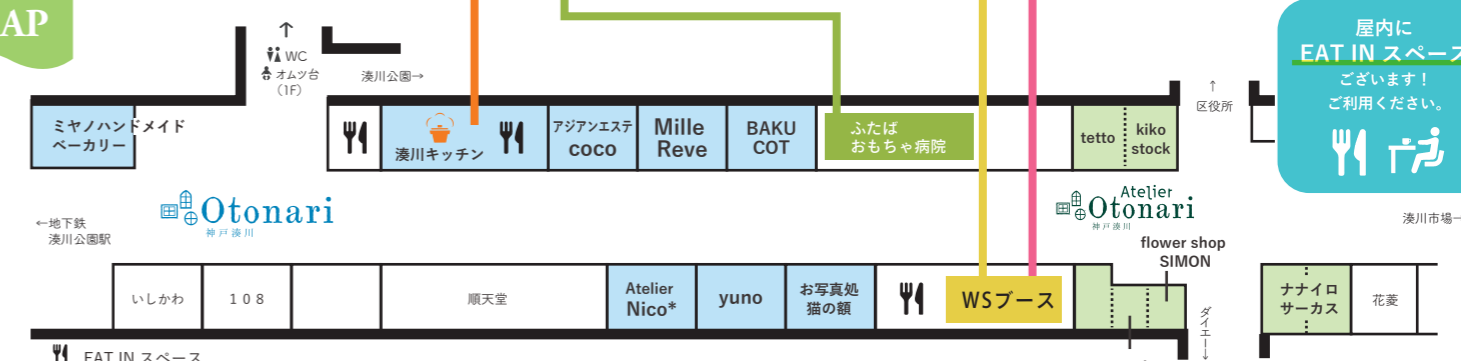 AP
↑
WC
オムツ台
（1F）
湊川公園→
↑
区役所
屋内に
EAT IN スペース
ございます！
ご利用ください。
ミヤノハンドメイド
ベーカリー
湊川キッチン
アジアンエステ
coco
Mille
Reve
BAKU
COT
ふたば
おもちゃ病院
tetto
kiko
stock
←地下鉄
湊川公園駅
Otonari
神戸湊川
Atelier
Otonari
神戸湊川
湊川市場
flower shop
SIMON
いしかわ
108
順天堂
Atelier
Nico*
yuno
お写真処
猫の額
WSブース
ダイエー→
ナナイロ
サーカス
花菱
EAT IN スペース